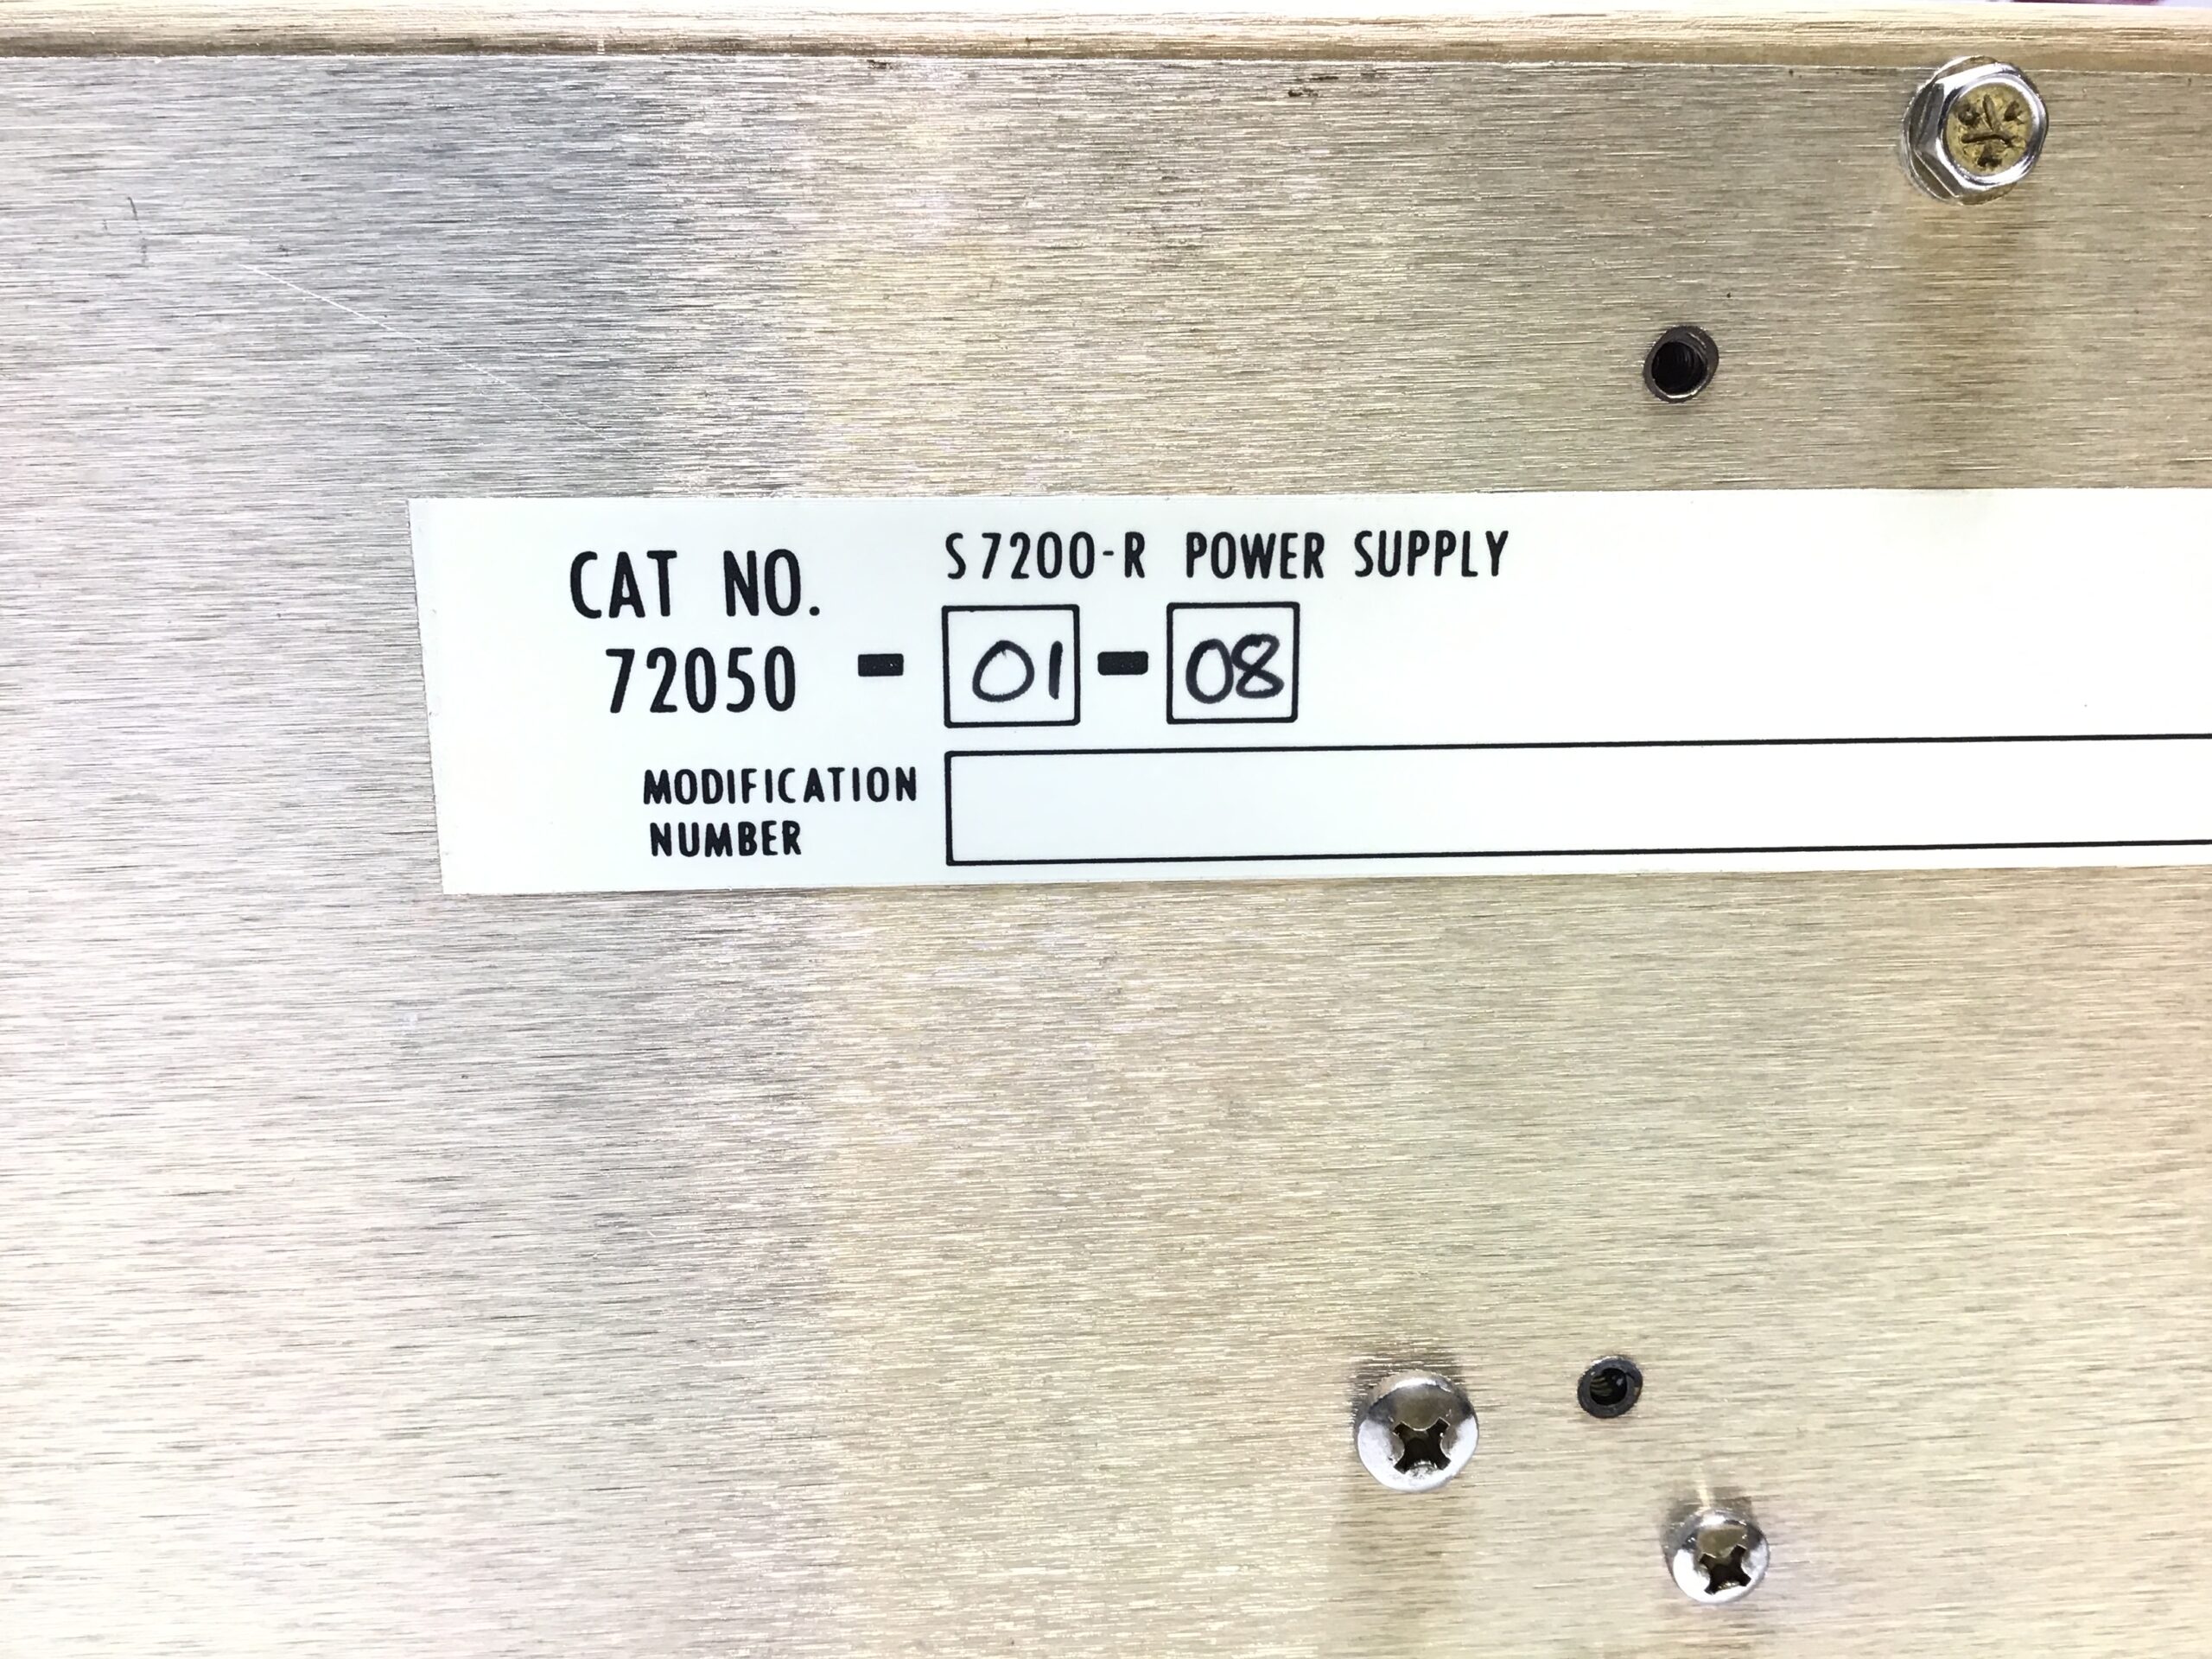 S7200-R POWER SUPPLY
CAT NO.
72050 - 01 - 08
MODIFICATION
NUMBER